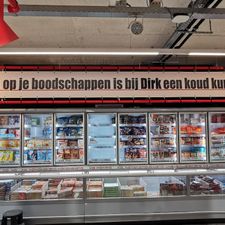 op je boodschappen is bij Dirk een koud